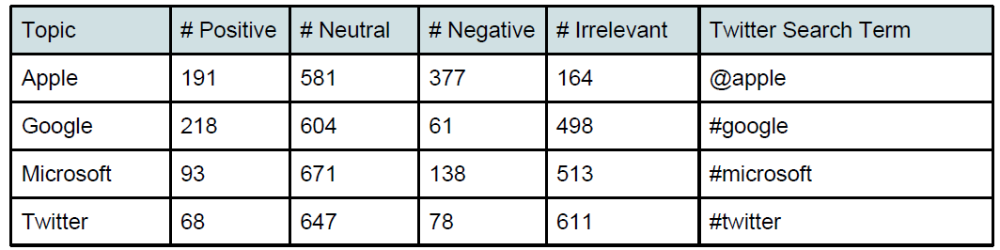 Topic # Positive # Neutral # Negative # Irrelevant Twitter Search Term
Apple 191 581 377 164 @apple
Google 218 604 61 498 #google
Microsoft 93 671 138 513 #microsoft
Twitter 68 647 78 611 #twitter